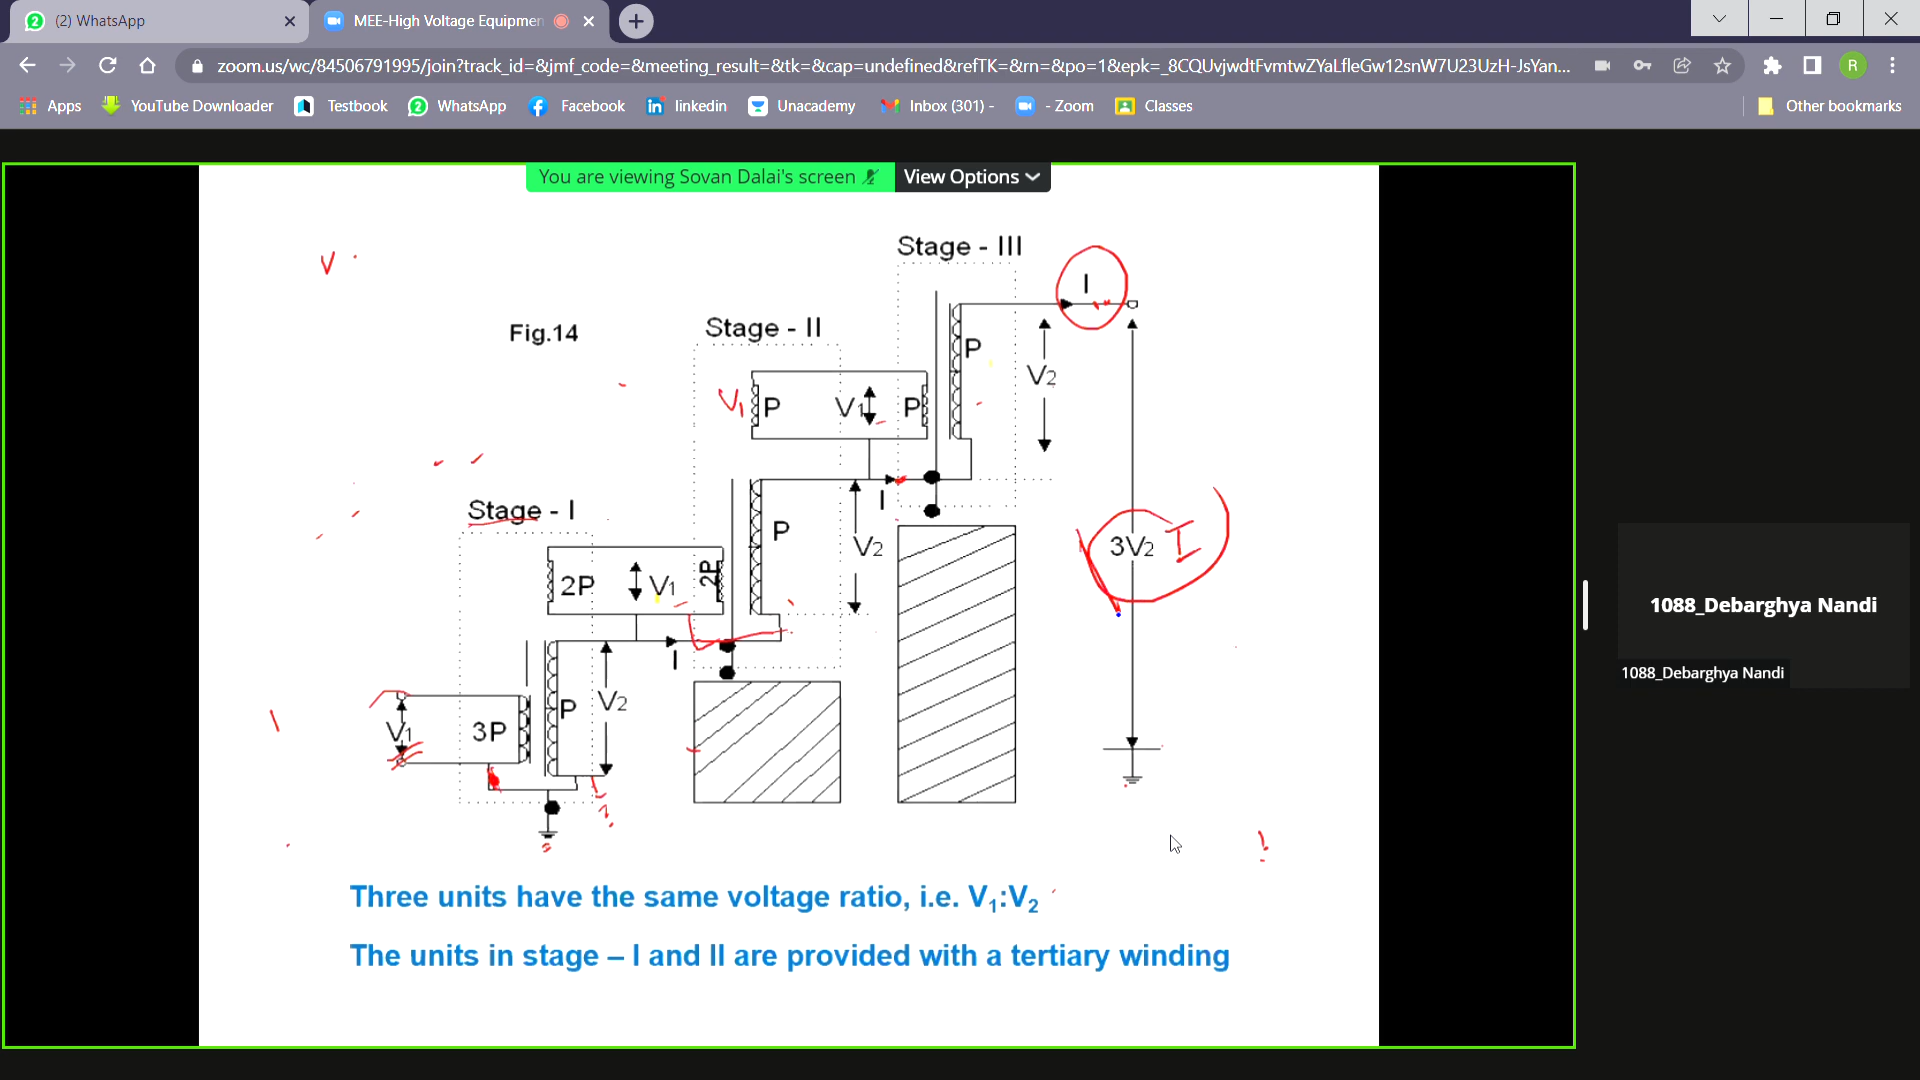 (2) WhatsApp
MEE-High Voltage Equipmen
zoom.us/wc/84506791995/join?track_id=&jmf_code=&meeting_result=&tk=&cap=undefined&refTK=&rn=&po=1&epk=_8CQUvjwdtFvmtwZYaLfleGw12snW7U23UzH-JsYan...
R
Apps
YouTube Downloader
Testbook
WhatsApp
Facebook
linkedin
Unacademy
Inbox (301) -
- Zoom
Classes
Other bookmarks
You are viewing Sovan Dalai's screen
View Options
Stage - III
V
I
Fig.14
Stage - II
P
V2
V1
P
V1
P
Stage - I
I
P
V2
3V2 I
2P
V1
2P
I
V1
3P
P
V2
Three units have the same voltage ratio, i.e. V1:V2
The units in stage – I and II are provided with a tertiary winding
1088_Debarghya Nandi
1088_Debarghya Nandi